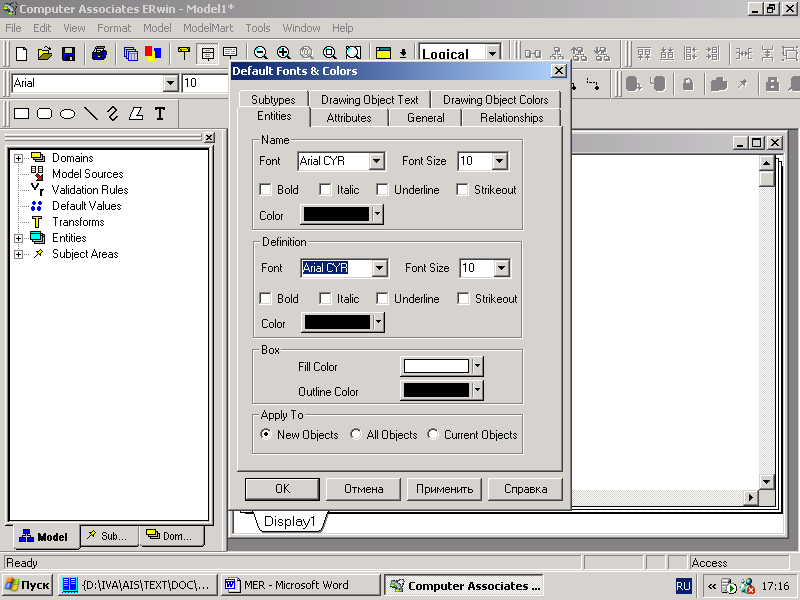 Computer Associates ERwin - Model1*
File Edit View Format Model ModelMart Tools Window Help
Logical
Arial 10
Default Fonts & Colors
Subtypes Drawing Object Text Drawing Object Colors
Entities Attributes General Relationships
Name
Font Arial CYR Font Size 10
Bold Italic Underline Strikeout
Color
Definition
Font Arial CYR Font Size 10
Bold Italic Underline Strikeout
Color
Box
Fill Color
Outline Color
Apply To
New Objects All Objects Current Objects
OK Отмена Применить Справка
Domains
Model Sources
Validation Rules
Default Values
Transforms
Entities
Subject Areas
Model Sub... Dom...
Display1
Ready Access
Пуск {D:\IVA\AIS\TEXT\DOC\... MER - Microsoft Word Computer Associates ... RU « 17:16